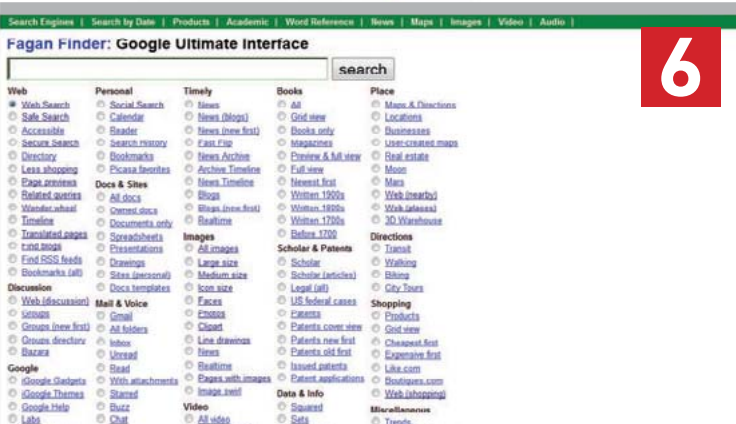 Search Engines | Search by Date | Products | Academic | Word Reference | News | Maps | Images | Video | Audio |
Fagan Finder: Google Ultimate Interface
6
search
Web
Web Search
Safe Search
Accessible
Secure Search
Directory
Less shopping
Page previews
Related queries
Wonder wheel
Timeline
Translated pages
Find blogs
Find RSS feeds
Bookmarks (all)
Discussion
Web (discussion)
Groups
Groups (new first)
Groups directory
Bazara
Google
iGoogle Gadgets
iGoogle Themes
Google Help
Labs
Personal
Social Search
Calendar
Reader
Search History
Bookmarks
Picasa favorites
Docs & Sites
All docs
Owned docs
Documents only
Spreadsheets
Presentations
Drawings
Sites (personal)
Docs templates
Mail & Voice
Gmail
All folders
Inbox
Unread
Read
With attachments
Starred
Buzz
Chat
Timely
News
News (blogs)
News (new first)
Fast Flip
News Archive
Archive Timeline
News Timeline
Blogs
Blogs (new first)
Realtime
Images
All images
Large size
Medium size
Icon size
Faces
Photos
Clipart
Line drawings
News
Realtime
Pages with images
Image swirl
Video
All video
Books
All
Grid view
Books only
Magazines
Preview & full view
Full view
Newest first
Written 1900s
Written 1800s
Written 1700s
Before 1700
Scholar & Patents
Scholar
Scholar (articles)
Legal (all)
US federal cases
Patents
Patents cover view
Patents new first
Patents old first
Issued patents
Patent applications
Data & Info
Squared
Sets
Place
Maps & Directions
Locations
Businesses
User-created maps
Real estate
Moon
Mars
Web (nearby)
Web (places)
3D Warehouse
Directions
Transit
Walking
Biking
City Tours
Shopping
Products
Grid view
Cheapest first
Expensive first
Like.com
Boutiques.com
Web (shopping)
Miscellaneous
Trends